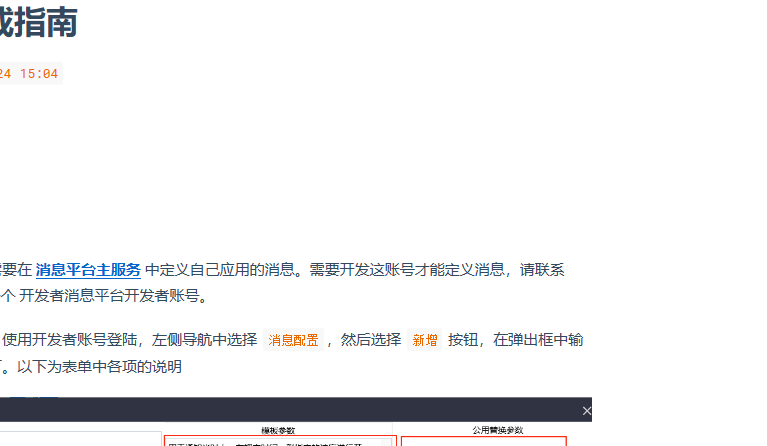 成指南
24 15:04
需要在 消息平台主服务 中定义自己应用的消息。需要开发这账号才能定义消息，请联系
个 开发者消息平台开发者账号。
使用开发者账号登陆，左侧导航中选择 消息配置 ，然后选择 新增 按钮，在弹出框中输
。以下为表单中各项的说明
×
模板参数 公用替换参数